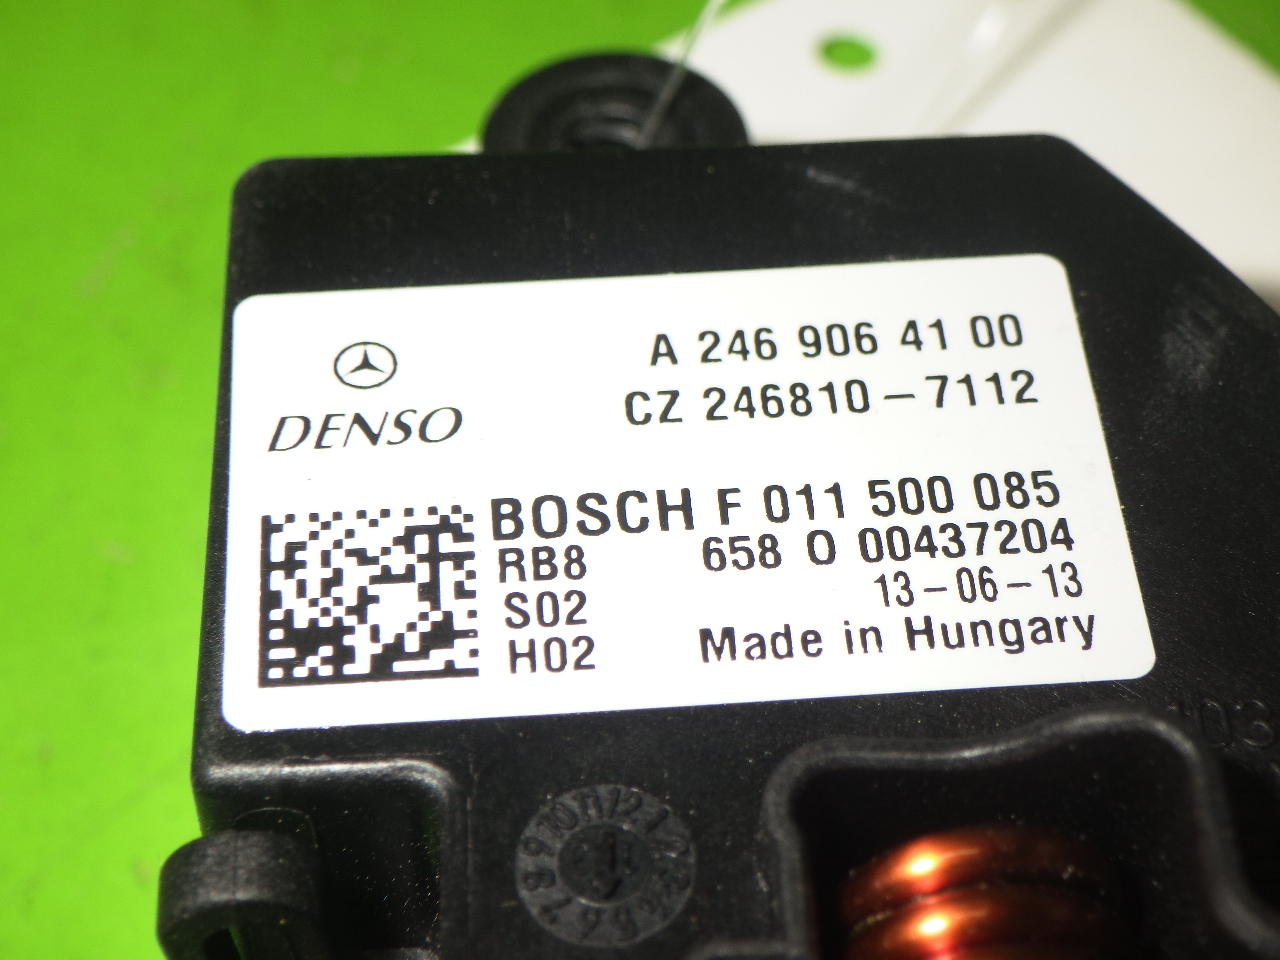 A 246 906 41 00
CZ 246810-7112
DENSO
BOSCH F 011 500 085
RB8 658 0 00437204
S02 13-06-13
H02 Made in Hungary